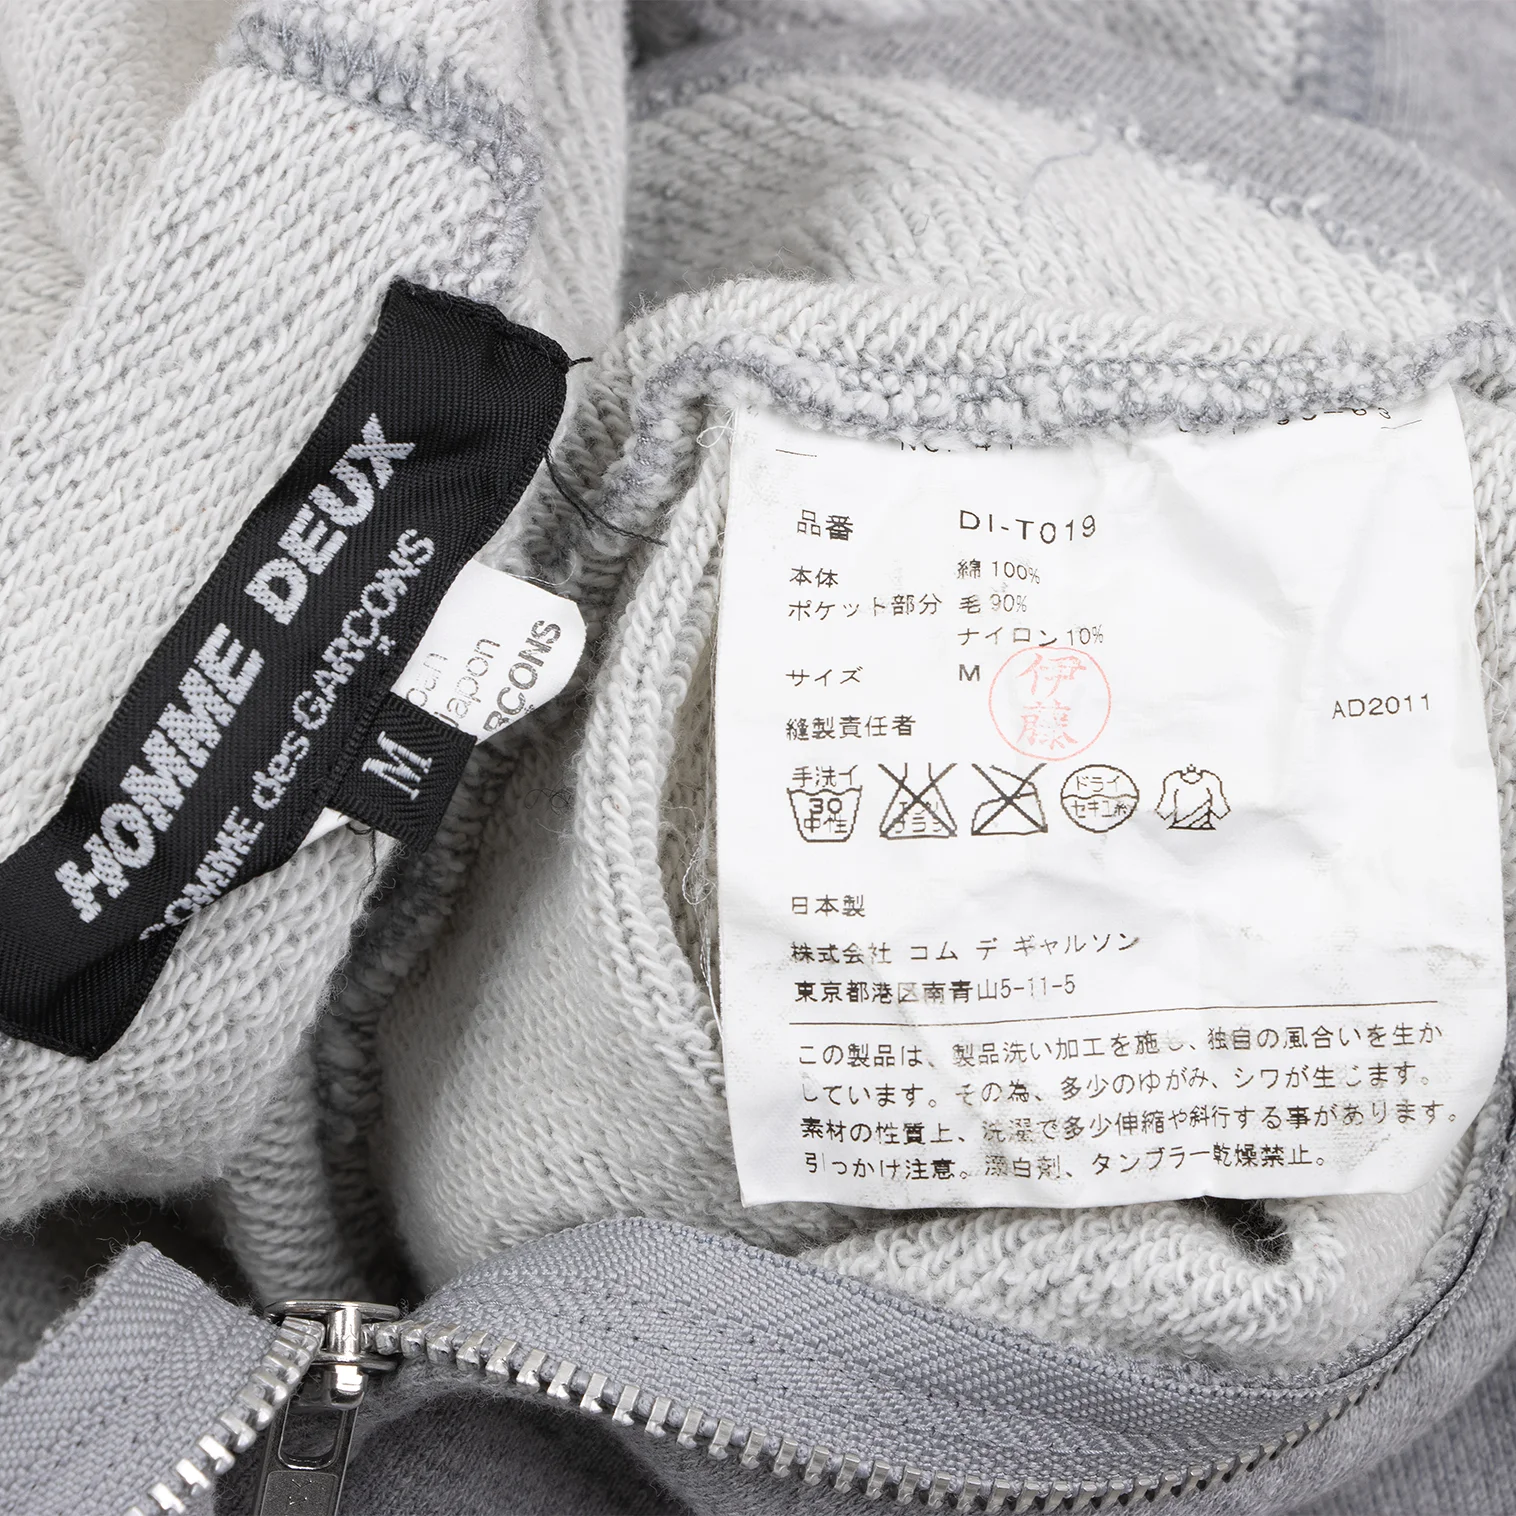 HOMME DEUX
COMME des GARÇONS
M
Japon
RÇONS
品番 DI-T019
本体 綿 100%
ポケット部分 毛 90%
ナイロン 10%
サイズ M
伊藤
縫製責任者
AD2011
手洗イ
30
中性
ドライ
セキユ系
日本製
株式会社 コム デ ギャルソン
東京都港区南青山5-11-5
この製品は、製品洗い加工を施し、独自の風合いを生か
しています。その為、多少のゆがみ、シワが生じます。
素材の性質上、洗濯で多少伸縮や斜行する事があります。
引っかけ注意。漂白剤、タンブラー乾燥禁止。